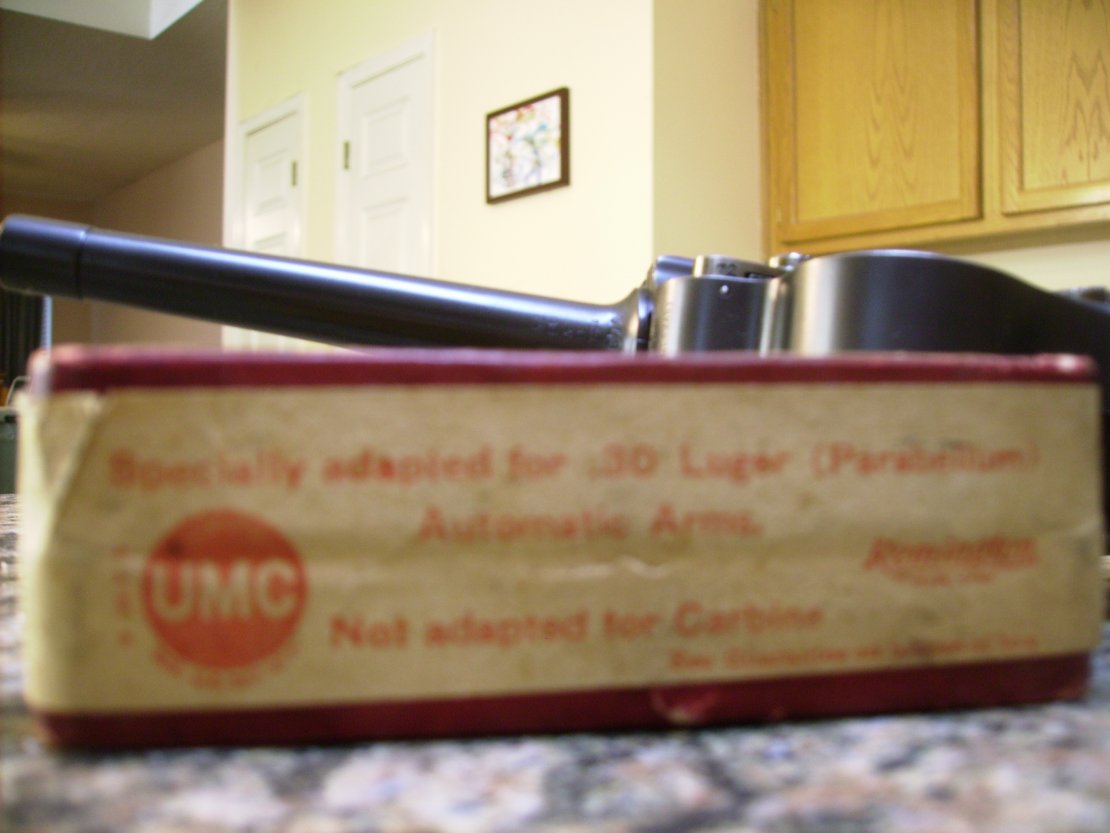 Specially adapted for .30 Luger (Parabellum)
Automatic Arms.
UMC
Remington
Not adapted for Carbine